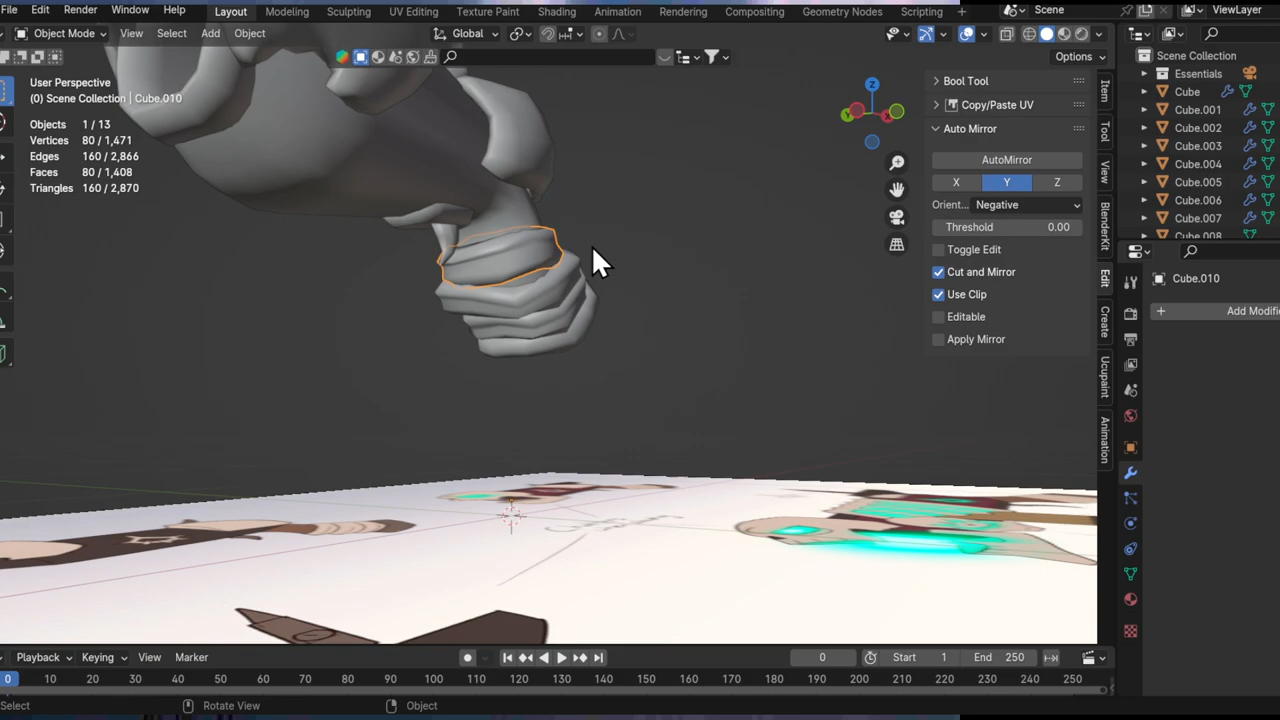 File Edit Render Window Help Layout Modeling Sculpting UV Editing Texture Paint Shading Animation Rendering Compositing Geometry Nodes Scripting + Scene ViewLayer
Object Mode View Select Add Object Global
Options
User Perspective
(0) Scene Collection | Cube.010
Objects 1 / 13
Vertices 80 / 1,471
Edges 160 / 2,866
Faces 80 / 1,408
Triangles 160 / 2,870
Z
Bool Tool
Copy/Paste UV
Auto Mirror
AutoMirror
X Y Z
Orient... Negative
Threshold 0.00
Toggle Edit
Cut and Mirror
Use Clip
Editable
Apply Mirror
Item
Tool
View
BlenderKit
Edit
Create
Ucupaint
Animation
Scene Collection
Essentials
Cube
Cube.001
Cube.002
Cube.003
Cube.004
Cube.005
Cube.006
Cube.007
Cube.008
Cube.010
+ Add Modifi
Playback Keying View Marker 0 Start 1 End 250
0 10 20 30 40 50 60 70 80 90 100 110 120 130 140 150 160 170 180 190 200 210 220 230 240 250
Select Rotate View Object